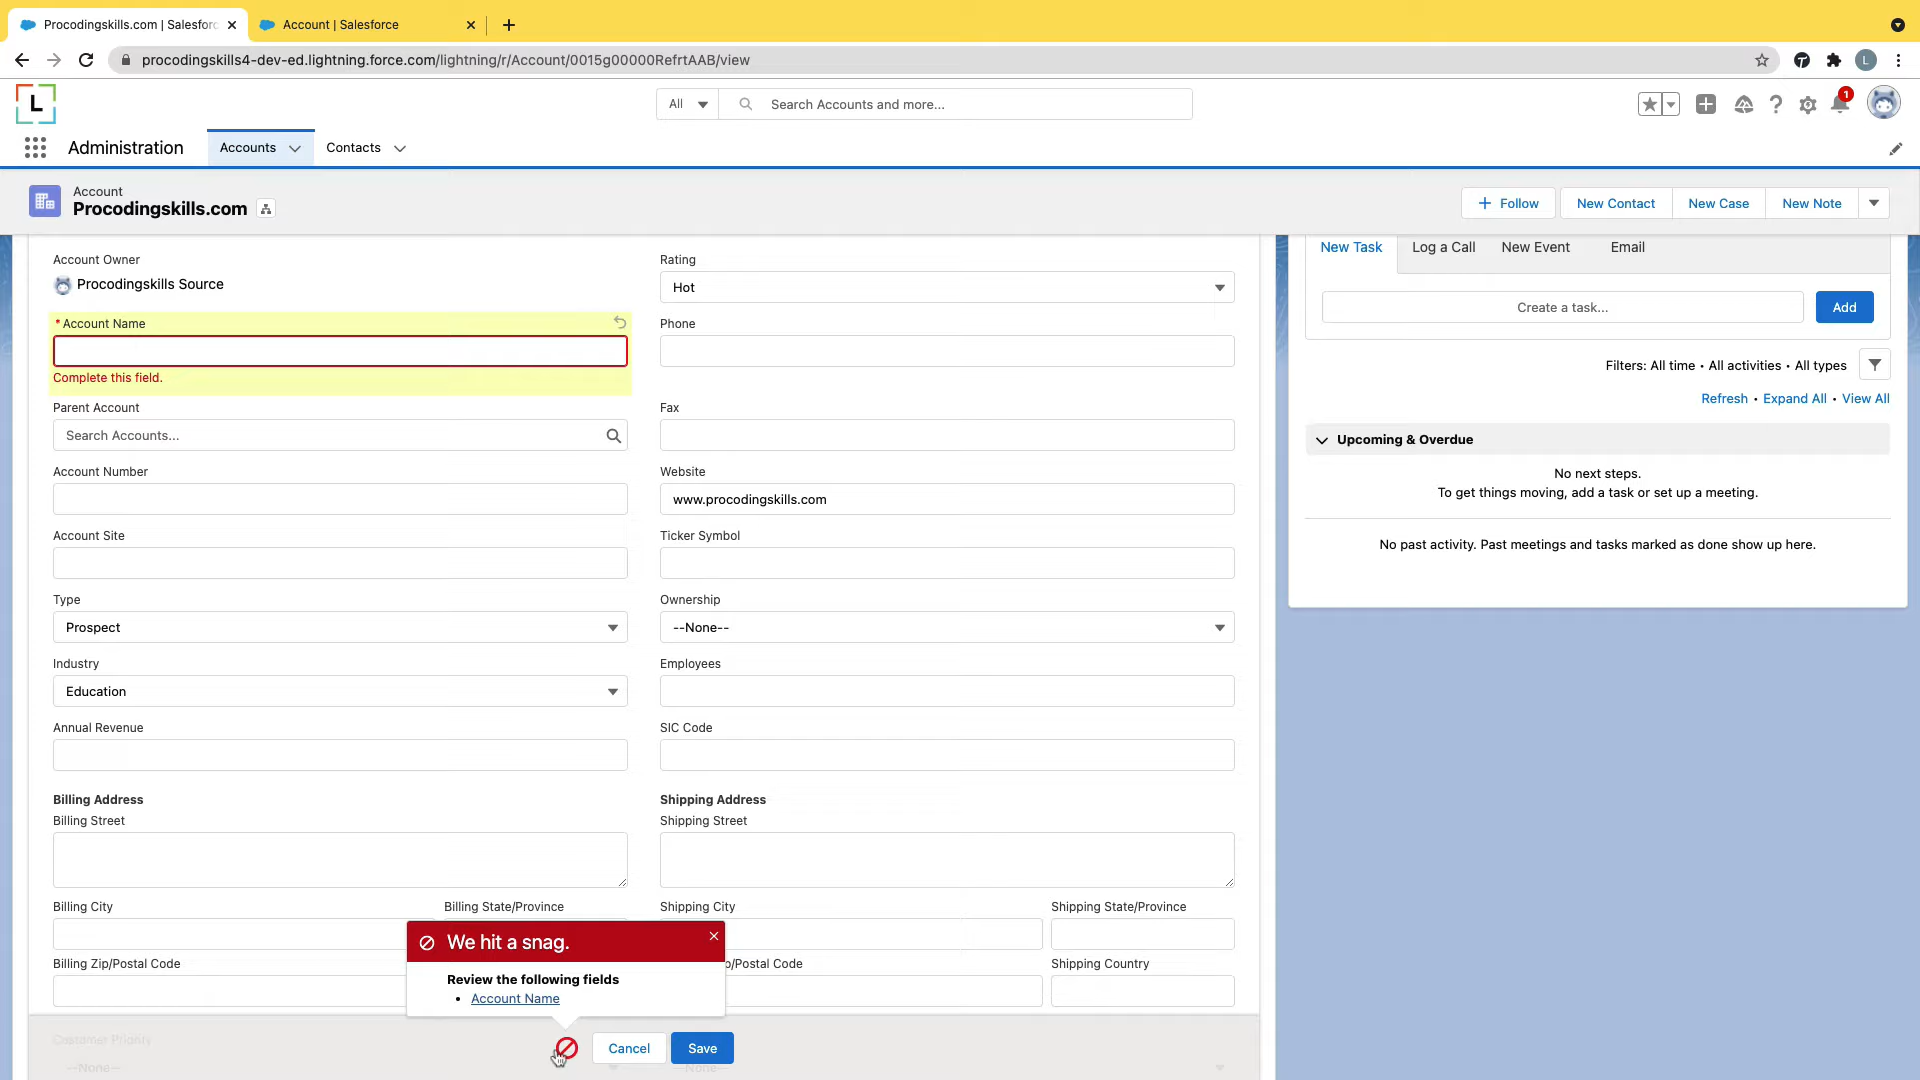 Procodingskills.com | Salesforc
Account | Salesforce
procodingskills4-dev-ed.lightning.force.com/lightning/r/Account/0015g00000RefrtAAB/view
L
L
All
Search Accounts and more...
1
Administration
Accounts
Contacts
Account
Procodingskills.com
Follow
New Contact
New Case
New Note
Account Owner
Procodingskills Source
Rating
Hot
* Account Name
Complete this field.
Phone
Parent Account
Search Accounts...
Fax
Account Number
Website
www.procodingskills.com
Account Site
Ticker Symbol
Type
Prospect
Ownership
--None--
Industry
Education
Employees
Annual Revenue
SIC Code
Billing Address
Shipping Address
Billing Street
Shipping Street
Billing City
Billing State/Province
Shipping City
Shipping State/Province
Billing Zip/Postal Code
p/Postal Code
Shipping Country
We hit a snag.
Review the following fields
• Account Name
Customer Priority
--None--
--None--
Cancel
Save
New Task
Log a Call
New Event
Email
Create a task...
Add
Filters: All time • All activities • All types
Refresh • Expand All • View All
Upcoming & Overdue
No next steps.
To get things moving, add a task or set up a meeting.
No past activity. Past meetings and tasks marked as done show up here.